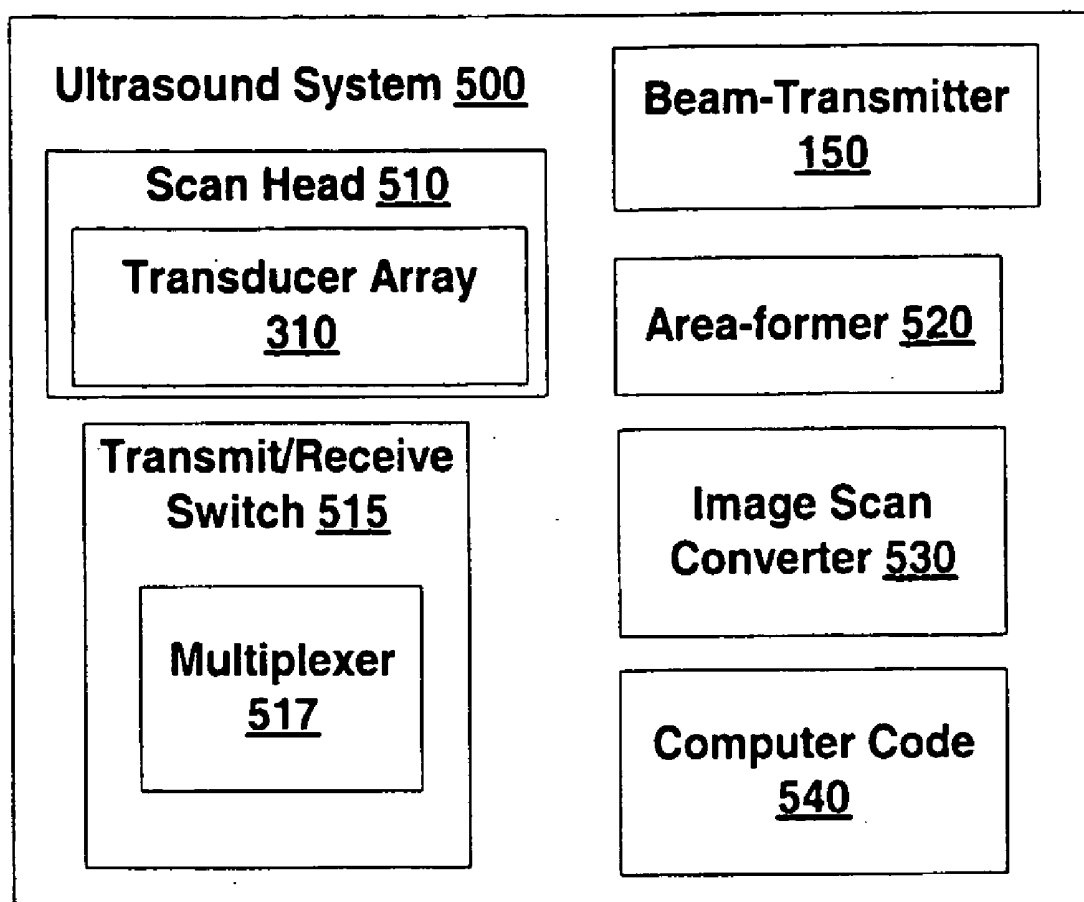 Ultrasound System 500
Scan Head 510
Transducer Array
310
Transmit/Receive
Switch 515
Multiplexer
517
Beam-Transmitter
150
Area-former 520
Image Scan
Converter 530
Computer Code
540